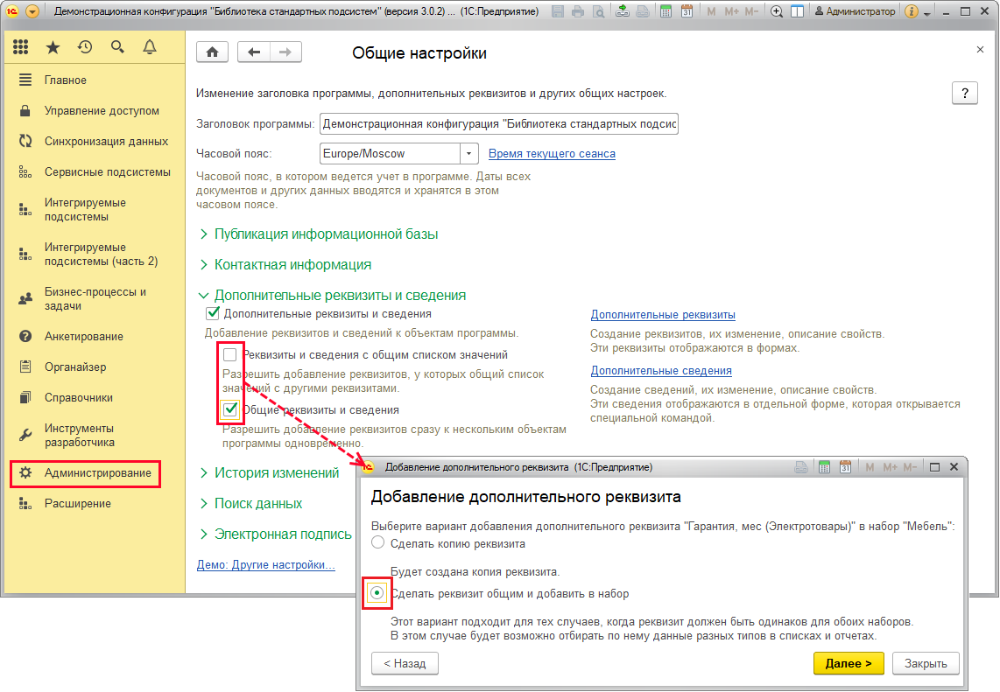 Демонстрационная конфигурация "Библиотека стандартных подсистем" (версия 3.0.2) ... (1С:Предприятие)
M M+ M-
Администратор
Главное
Управление доступом
Синхронизация данных
Сервисные подсистемы
Интегрируемые
подсистемы
Интегрируемые
подсистемы (часть 2)
Бизнес-процессы и
задачи
Анкетирование
Органайзер
Справочники
Инструменты
разработчика
Администрирование
Расширение
Общие настройки
Изменение заголовка программы, дополнительных реквизитов и других общих настроек.
?
Заголовок программы: Демонстрационная конфигурация "Библиотека стандартных подсис
Часовой пояс: Europe/Moscow Время текущего сеанса
Часовой пояс, в котором ведется учет в программе. Даты всех
документов и других данных вводятся и хранятся в этом
часовом поясе.
Публикация информационной базы
Контактная информация
Дополнительные реквизиты и сведения
Дополнительные реквизиты и сведения
Добавление реквизитов и сведений к объектам программы.
Реквизиты и сведения с общим списком значений
Разрешить добавление реквизитов, у которых общий список
значений с другими реквизитами.
Общие реквизиты и сведения
Разрешить добавление реквизитов сразу к нескольким объектам
программы одновременно.
Дополнительные реквизиты
Создание реквизитов, их изменение, описание свойств.
Эти реквизиты отображаются в формах.
Дополнительные сведения
Создание сведений, их изменение, описание свойств.
Эти сведения отображаются в отдельной форме, которая открывается
специальной командой.
История изменений
Поиск данных
Электронная подпись
Демо: Другие настройки...
Добавление дополнительного реквизита (1С:Предприятие)
M M+ M-
Добавление дополнительного реквизита
Выберите вариант добавления дополнительного реквизита "Гарантия, мес (Электротовары)" в набор "Мебель":
Сделать копию реквизита
Будет создана копия реквизита.
Сделать реквизит общим и добавить в набор
Этот вариант подходит для тех случаев, когда реквизит должен быть одинаков для обоих наборов.
В этом случае будет возможно отбирать по нему данные разных типов в списках и отчетах.
< Назад
Далее >
Закрыть